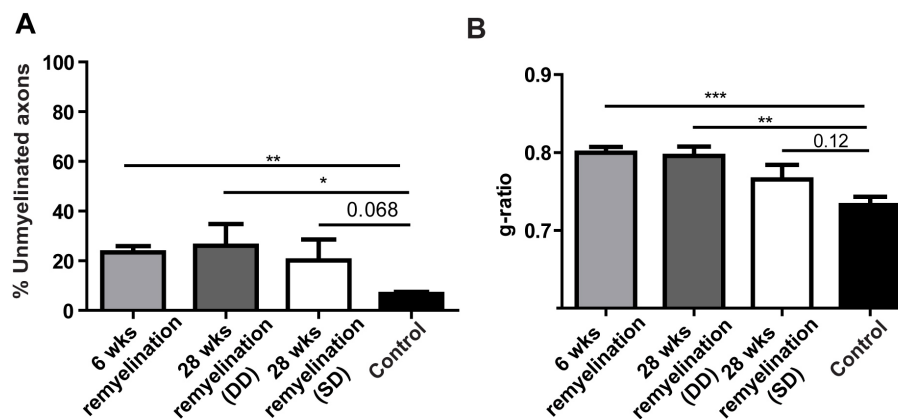 A
% Unmyelinated axons
100
80
60
40
20
0
**
*
0.068
6 wks
remyelination
28 wks
remyelination
(DD)
28 wks
remyelination
(SD)
Control
B
g-ratio
0.9
0.8
0.7
***
**
0.12
6 wks
remyelination
28 wks
remyelination
(DD)
28 wks
remyelination
(SD)
Control